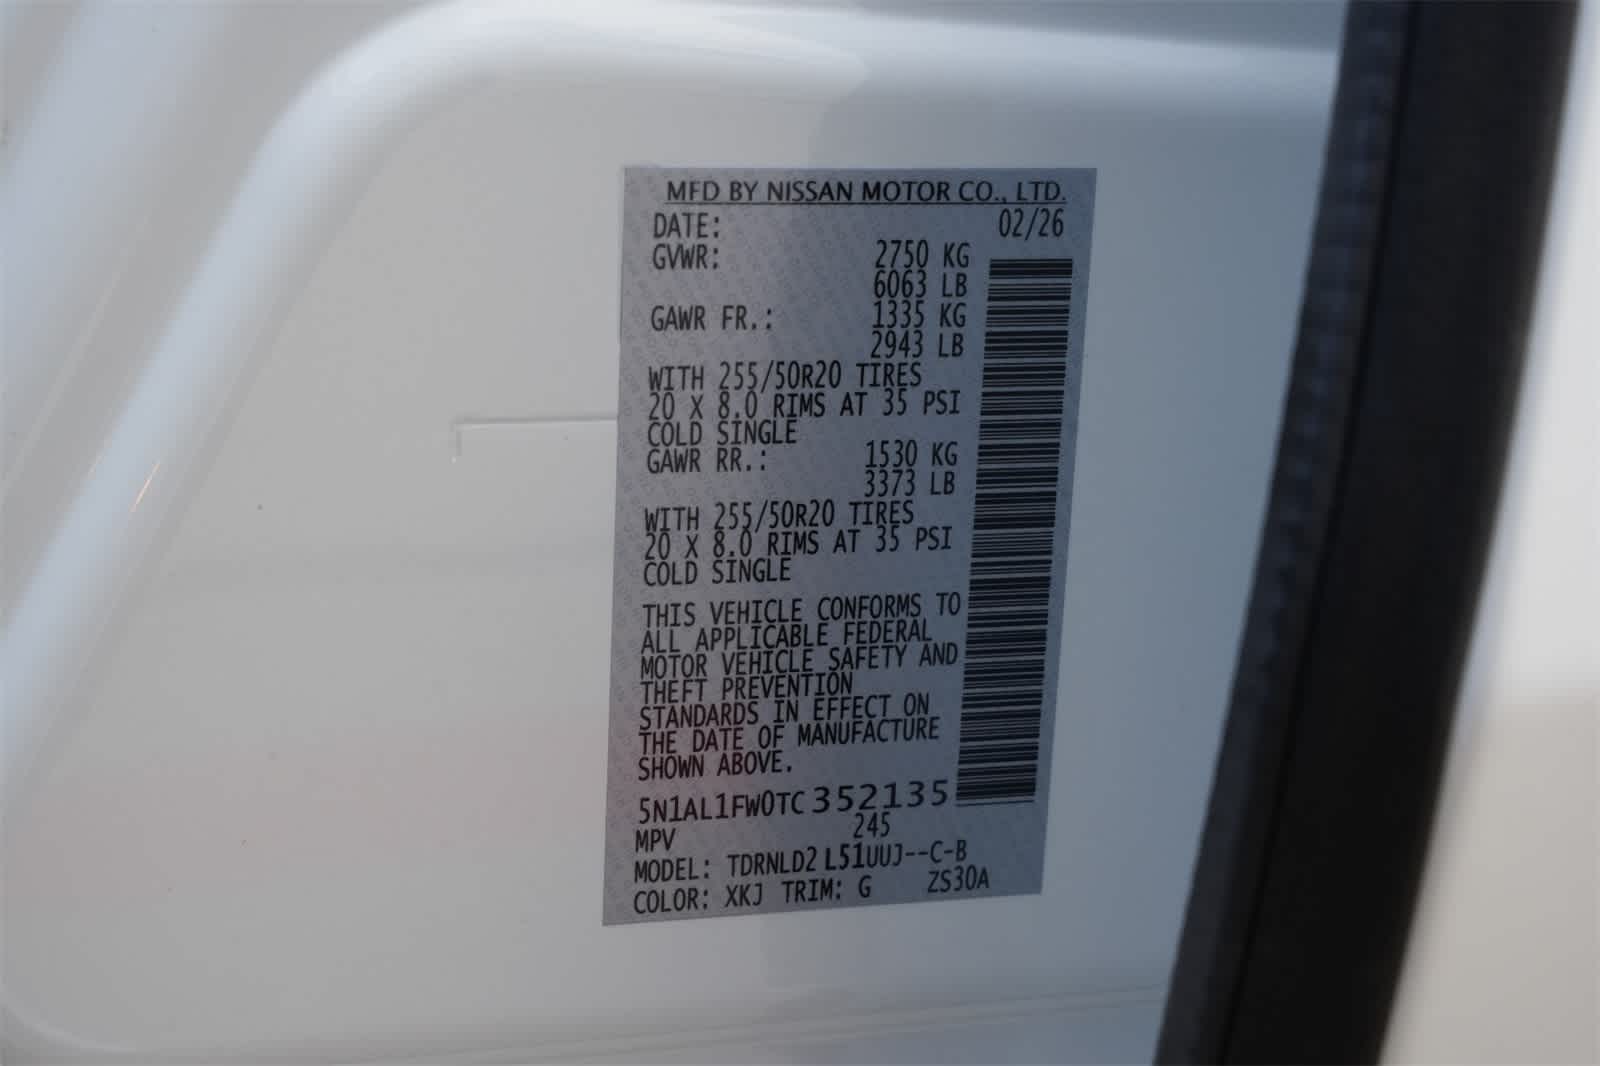 MFD BY NISSAN MOTOR CO., LTD.
DATE: 02/26
GVWR: 2750 KG
6063 LB
GAWR FR.: 1335 KG
2943 LB
WITH 255/50R20 TIRES
20 X 8.0 RIMS AT 35 PSI
COLD SINGLE
GAWR RR.: 1530 KG
3373 LB
WITH 255/50R20 TIRES
20 X 8.0 RIMS AT 35 PSI
COLD SINGLE
THIS VEHICLE CONFORMS TO
ALL APPLICABLE FEDERAL
MOTOR VEHICLE SAFETY AND
THEFT PREVENTION
STANDARDS IN EFFECT ON
THE DATE OF MANUFACTURE
SHOWN ABOVE.
5N1AL1FW0TC352135
MPV 245
MODEL: TDRNLD2 L51UUJ--C-B
COLOR: XKJ TRIM: G ZS30A